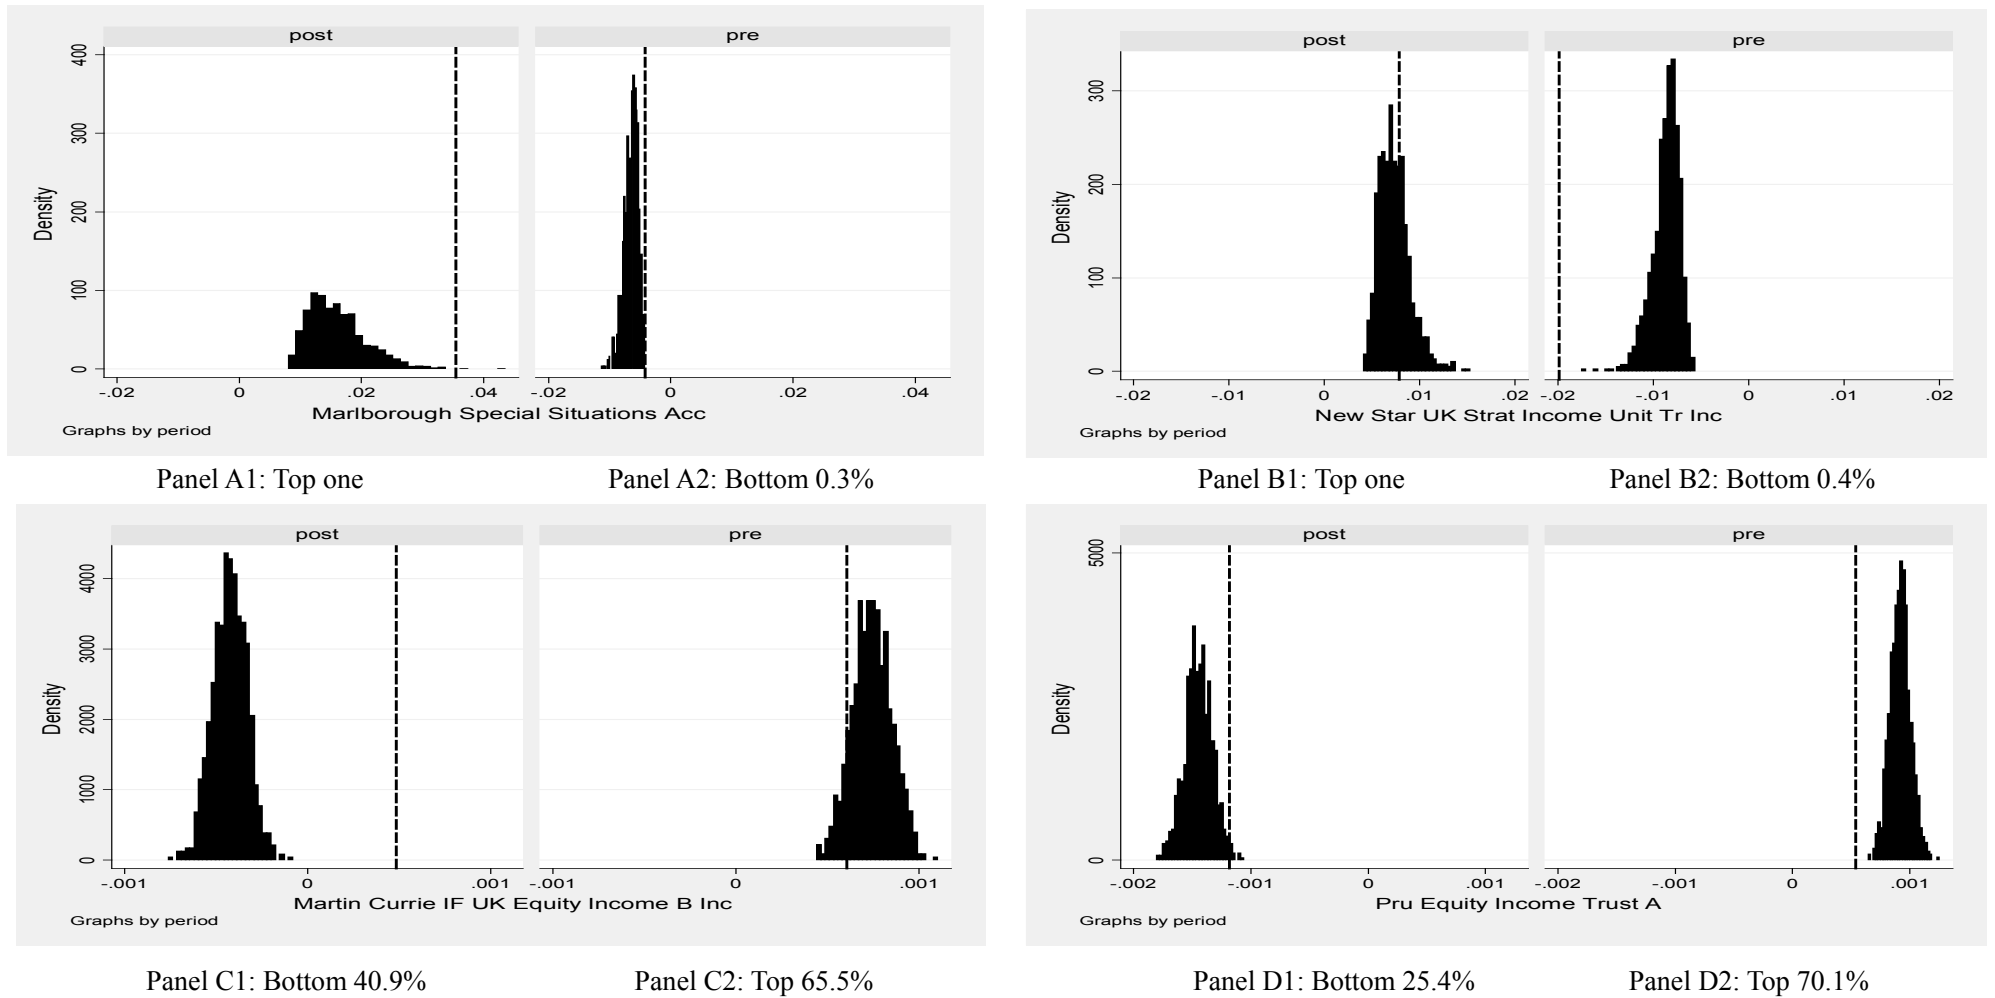 post pre
400
300
200
100
0
Density
-.02 0 .02 .04 -.02 0 .02 .04
Marlborough Special Situations Acc
Graphs by period
Panel A1: Top one Panel A2: Bottom 0.3%
post pre
300
200
100
0
Density
-.02 -.01 0 .01 .02 -.02 -.01 0 .01 .02
New Star UK Strat Income Unit Tr Inc
Graphs by period
Panel B1: Top one Panel B2: Bottom 0.4%
post pre
4000
3000
2000
1000
0
Density
-.001 0 .001 -.001 0 .001
Martin Currie IF UK Equity Income B Inc
Graphs by period
Panel C1: Bottom 40.9% Panel C2: Top 65.5%
post pre
5000
0
Density
-.002 -.001 0 .001 -.002 -.001 0 .001
Pru Equity Income Trust A
Graphs by period
Panel D1: Bottom 25.4% Panel D2: Top 70.1%